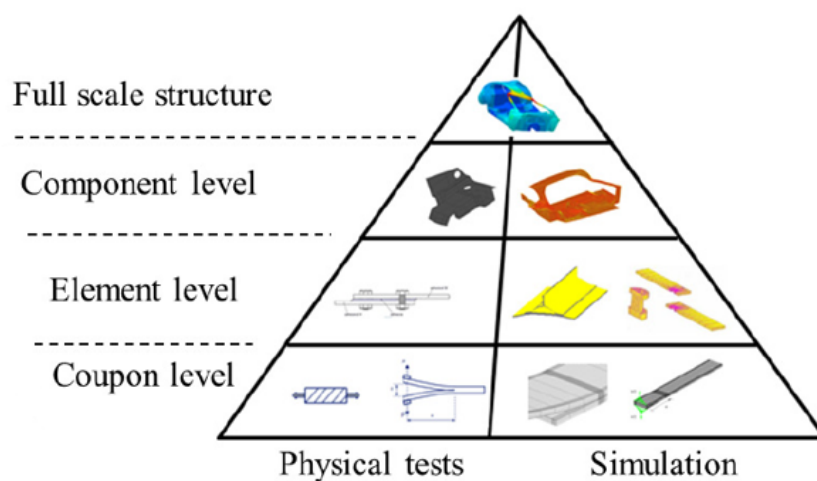 Full scale structure
Component level
Element level
Coupon level
Physical tests
Simulation